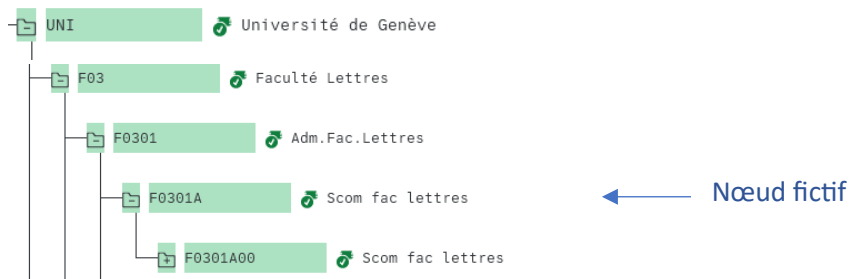 UNI Université de Genève
F03 Faculté Lettres
F0301 Adm.Fac.Lettres
F0301A Scom fac lettres Nœud fictif
F0301A00 Scom fac lettres